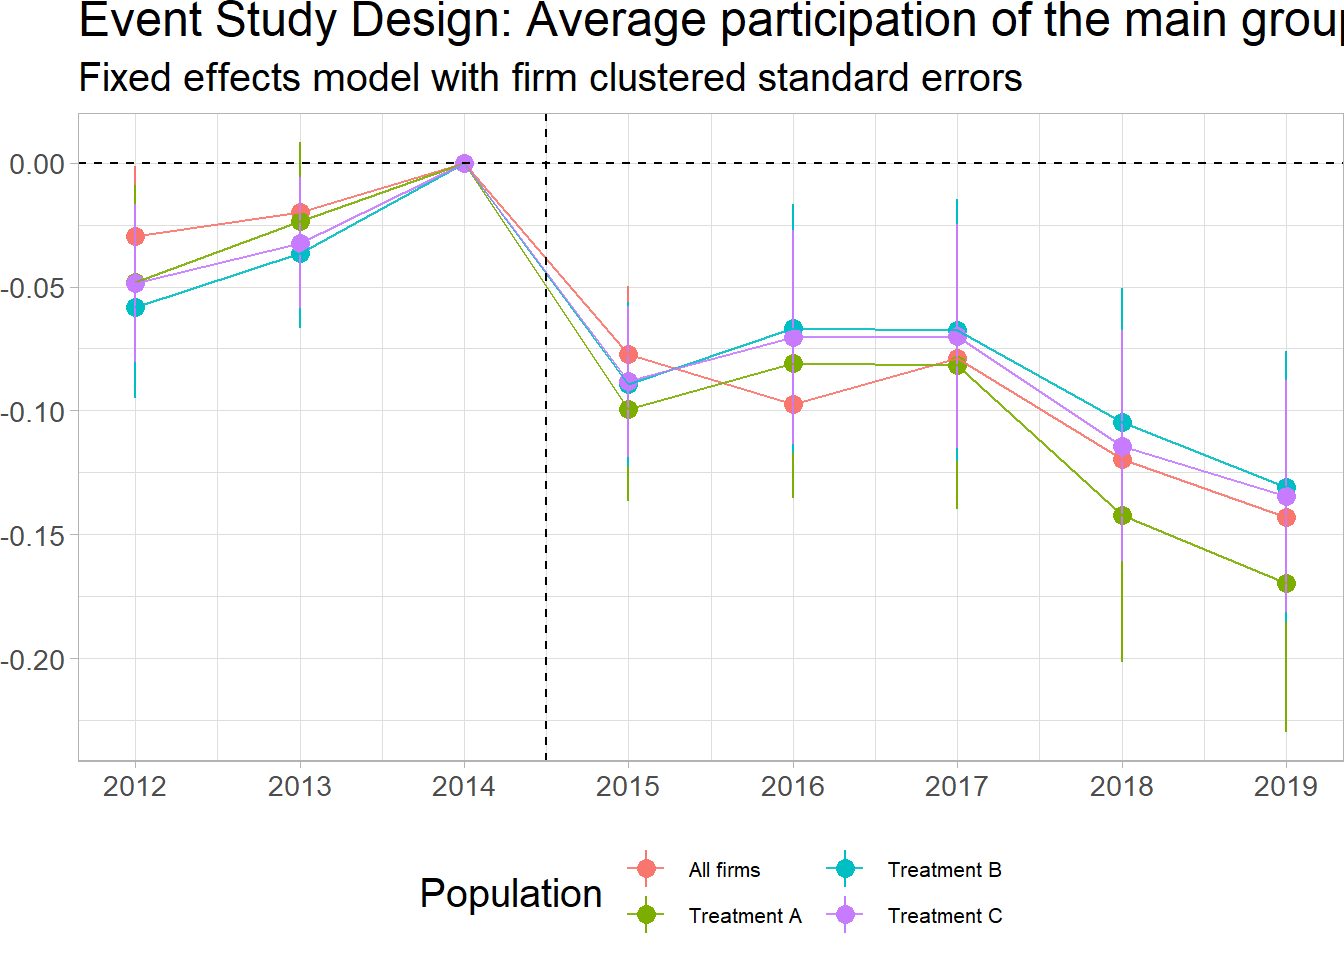 Event Study Design: Average participation of the main
Fixed effects model with firm clustered standard errors
0.00
-0.05
-0.10
-0.15
-0.20
2012 2013 2014 2015 2016 2017 2018 2019
Population
All firms Treatment B
Treatment A Treatment C